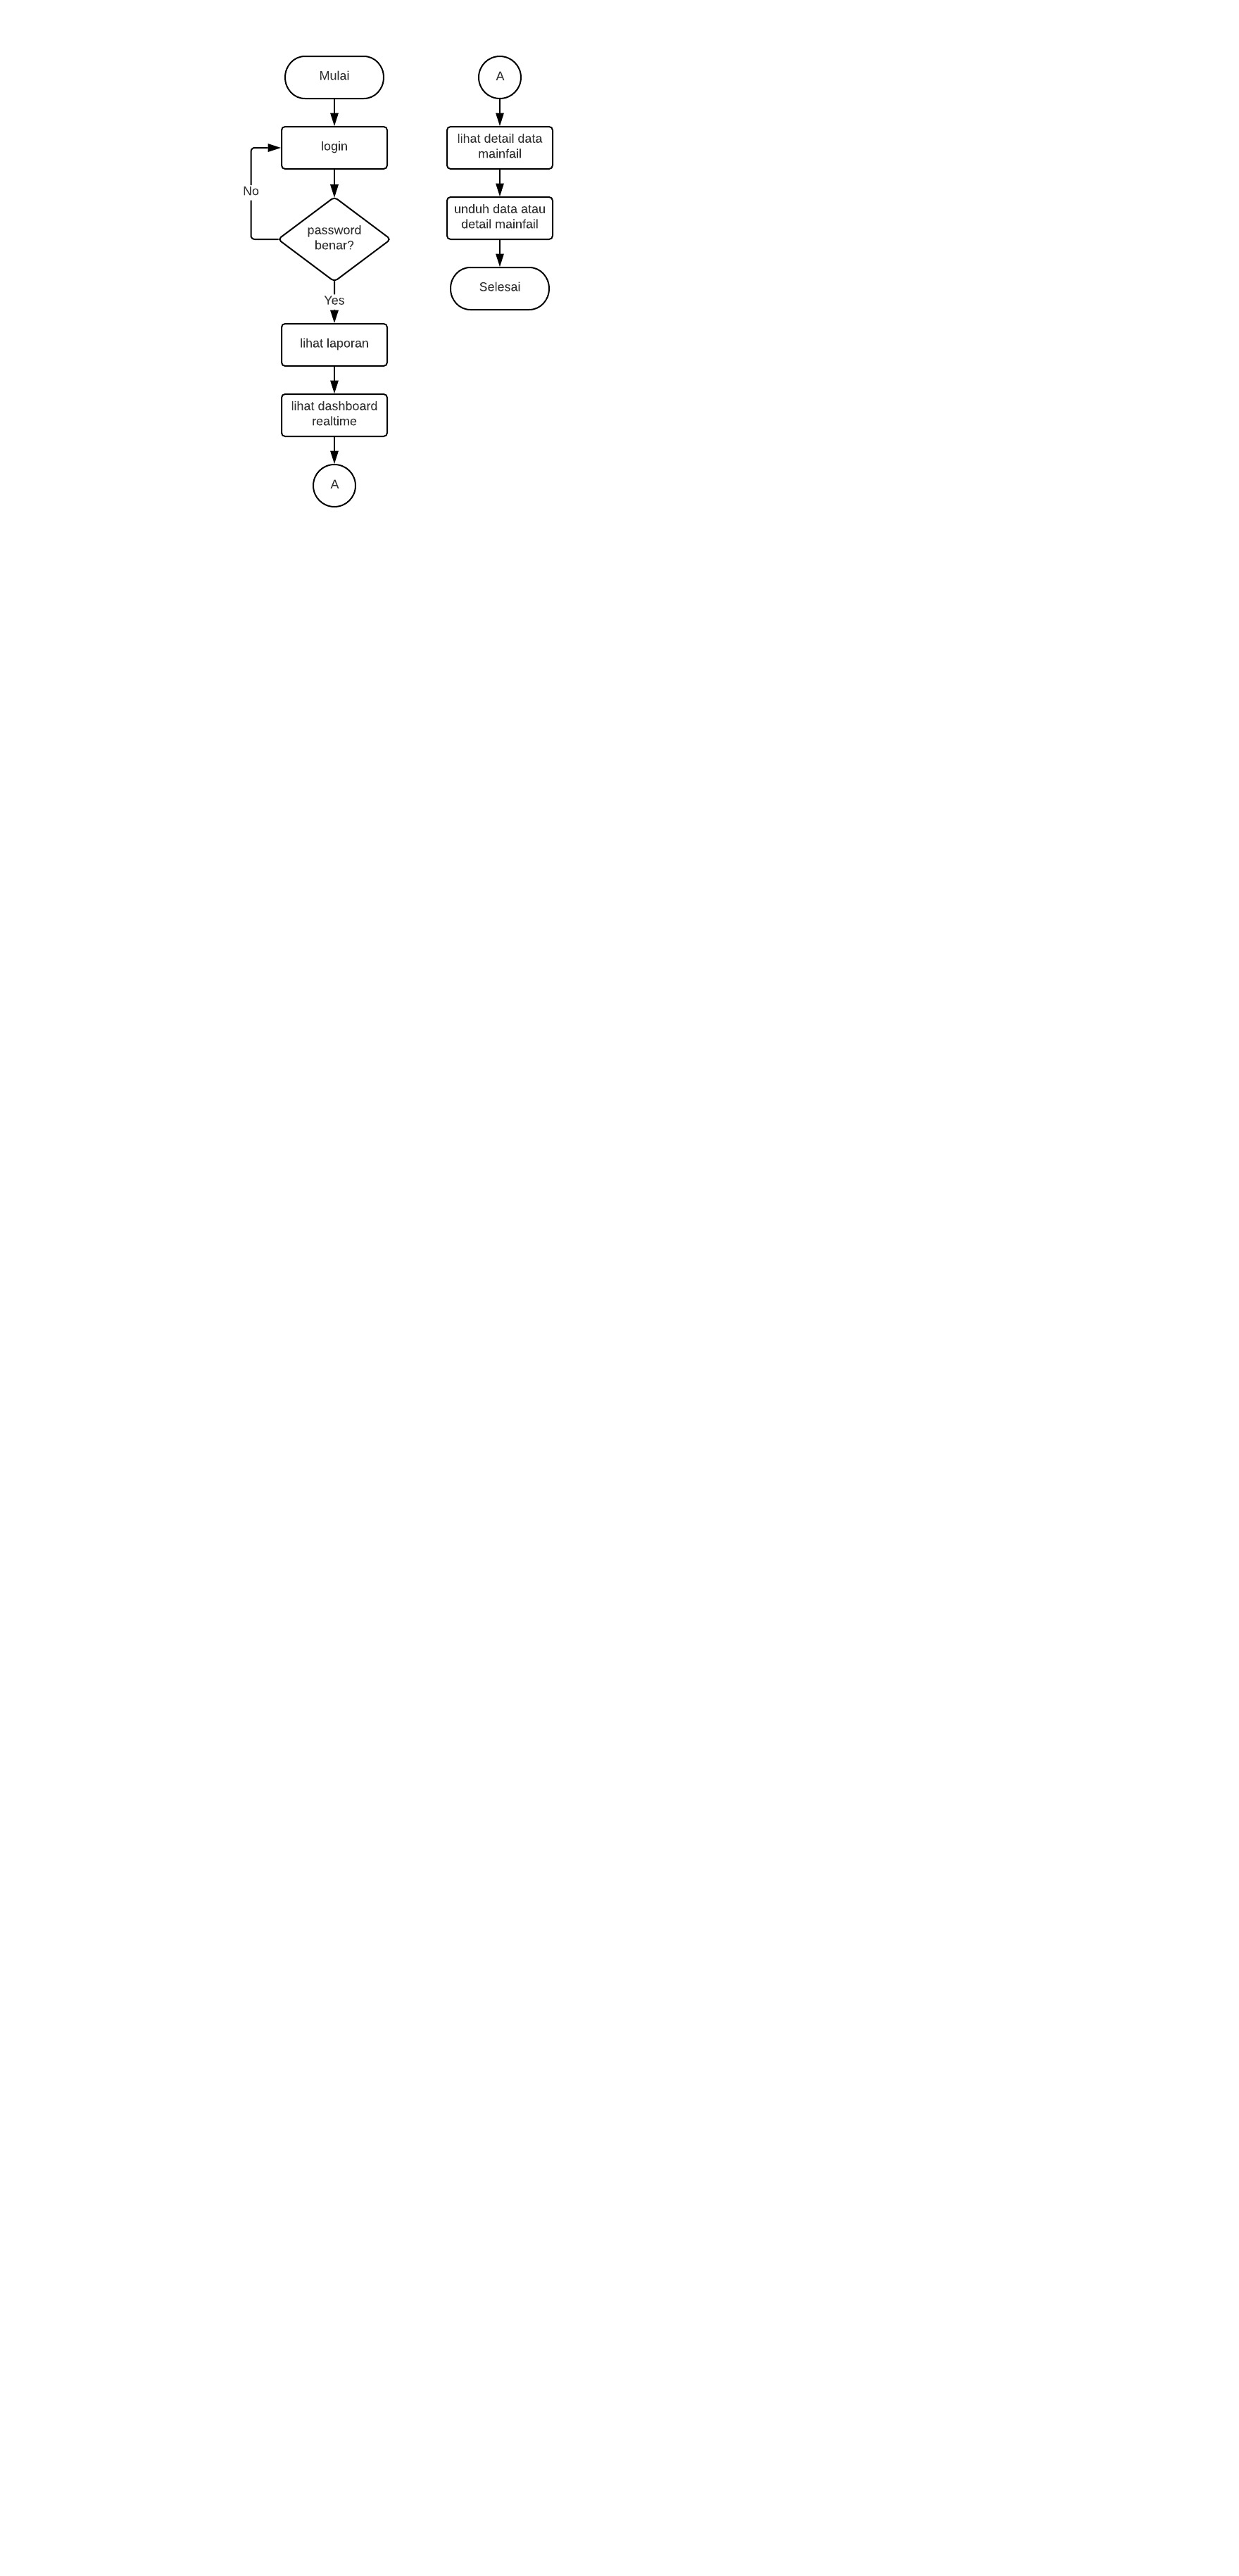 Mulai
login
No
password
benar?
Yes
lihat laporan
lihat dashboard
realtime
A
A
lihat detail data
mainfail
unduh data atau
detail mainfail
Selesai